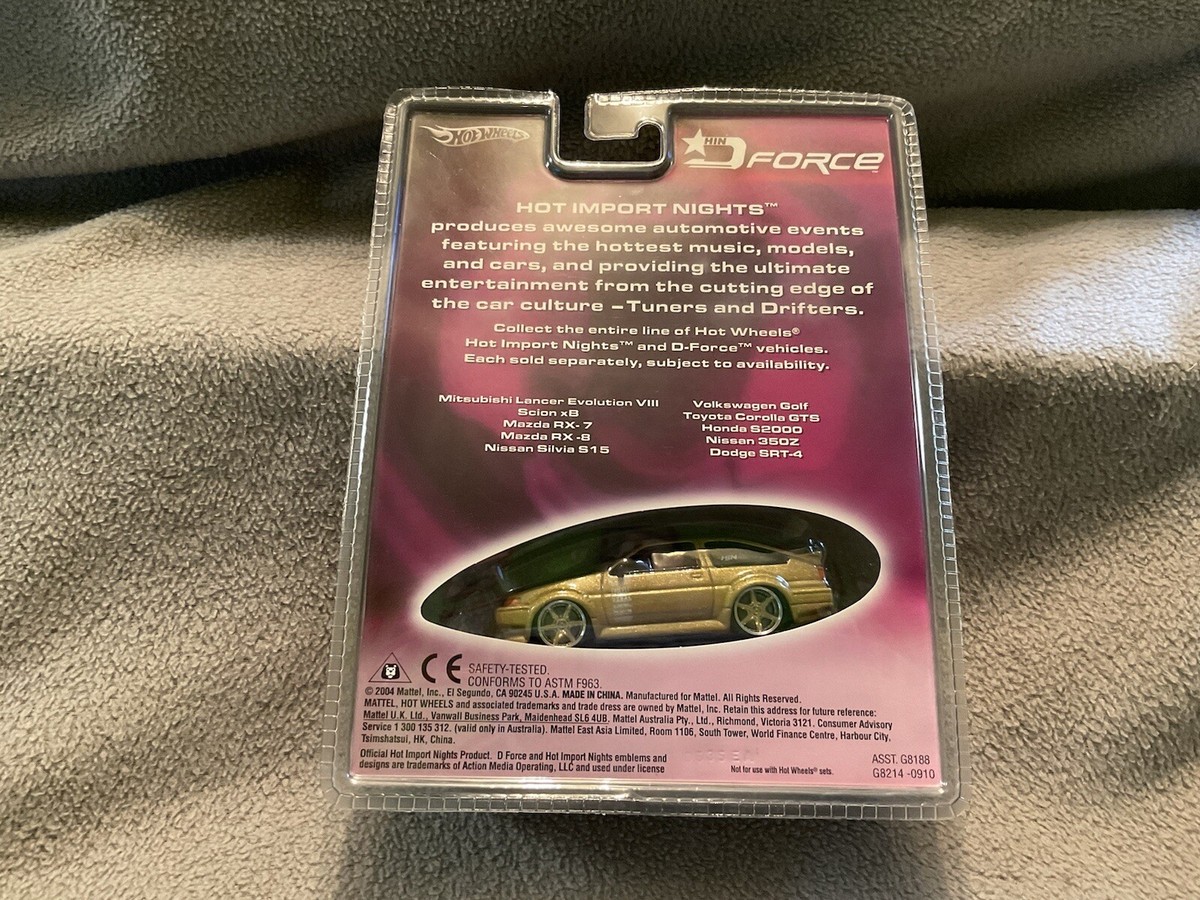 HOT WHEELS
HIN D FORCE™
HOT IMPORT NIGHTS™
produces awesome automotive events
featuring the hottest music, models,
and cars, and providing the ultimate
entertainment from the cutting edge of
the car culture –Tuners and Drifters.
Collect the entire line of Hot Wheels®
Hot Import Nights™ and D-Force™ vehicles.
Each sold separately, subject to availability.
Mitsubishi Lancer Evolution VIII
Scion xB
Mazda RX-7
Mazda RX-8
Nissan Silvia S15
Volkswagen Golf
Toyota Corolla GTS
Honda S2000
Nissan 350Z
Dodge SRT-4
HIN
CE SAFETY-TESTED.
CONFORMS TO ASTM F963.
© 2004 Mattel, Inc., El Segundo, CA 90245 U.S.A. MADE IN CHINA. Manufactured for Mattel. All Rights Reserved.
MATTEL, HOT WHEELS and associated trademarks and trade dress are owned by Mattel, Inc. Retain this address for future reference:
Mattel U.K. Ltd., Vanwall Business Park, Maidenhead SL6 4UB. Mattel Australia Pty., Ltd., Richmond, Victoria 3121. Consumer Advisory
Service 1 300 135 312. (valid only in Australia). Mattel East Asia Limited, Room 1106, South Tower, World Finance Centre, Harbour City,
Tsimshatsui, HK, China.
Official Hot Import Nights Product. D Force and Hot Import Nights emblems and
designs are trademarks of Action Media Operating, LLC and used under license
Not for use with Hot Wheels® sets.
ASST. G8188
G8214 -0910